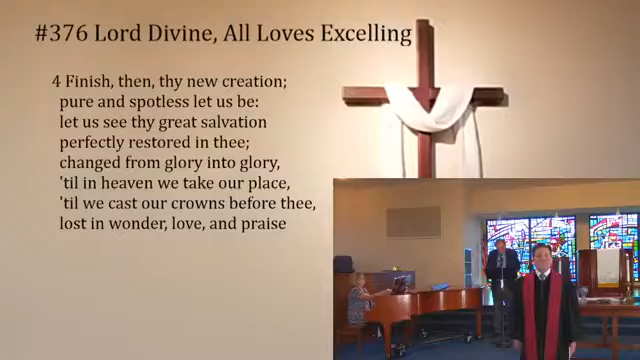 #376 Lord Divine, All Loves Excelling
4 Finish, then, thy new creation;
pure and spotless let us be:
let us see thy great salvation
perfectly restored in thee;
changed from glory into glory,
'til in heaven we take our place,
'til we cast our crowns before thee,
lost in wonder, love, and praise